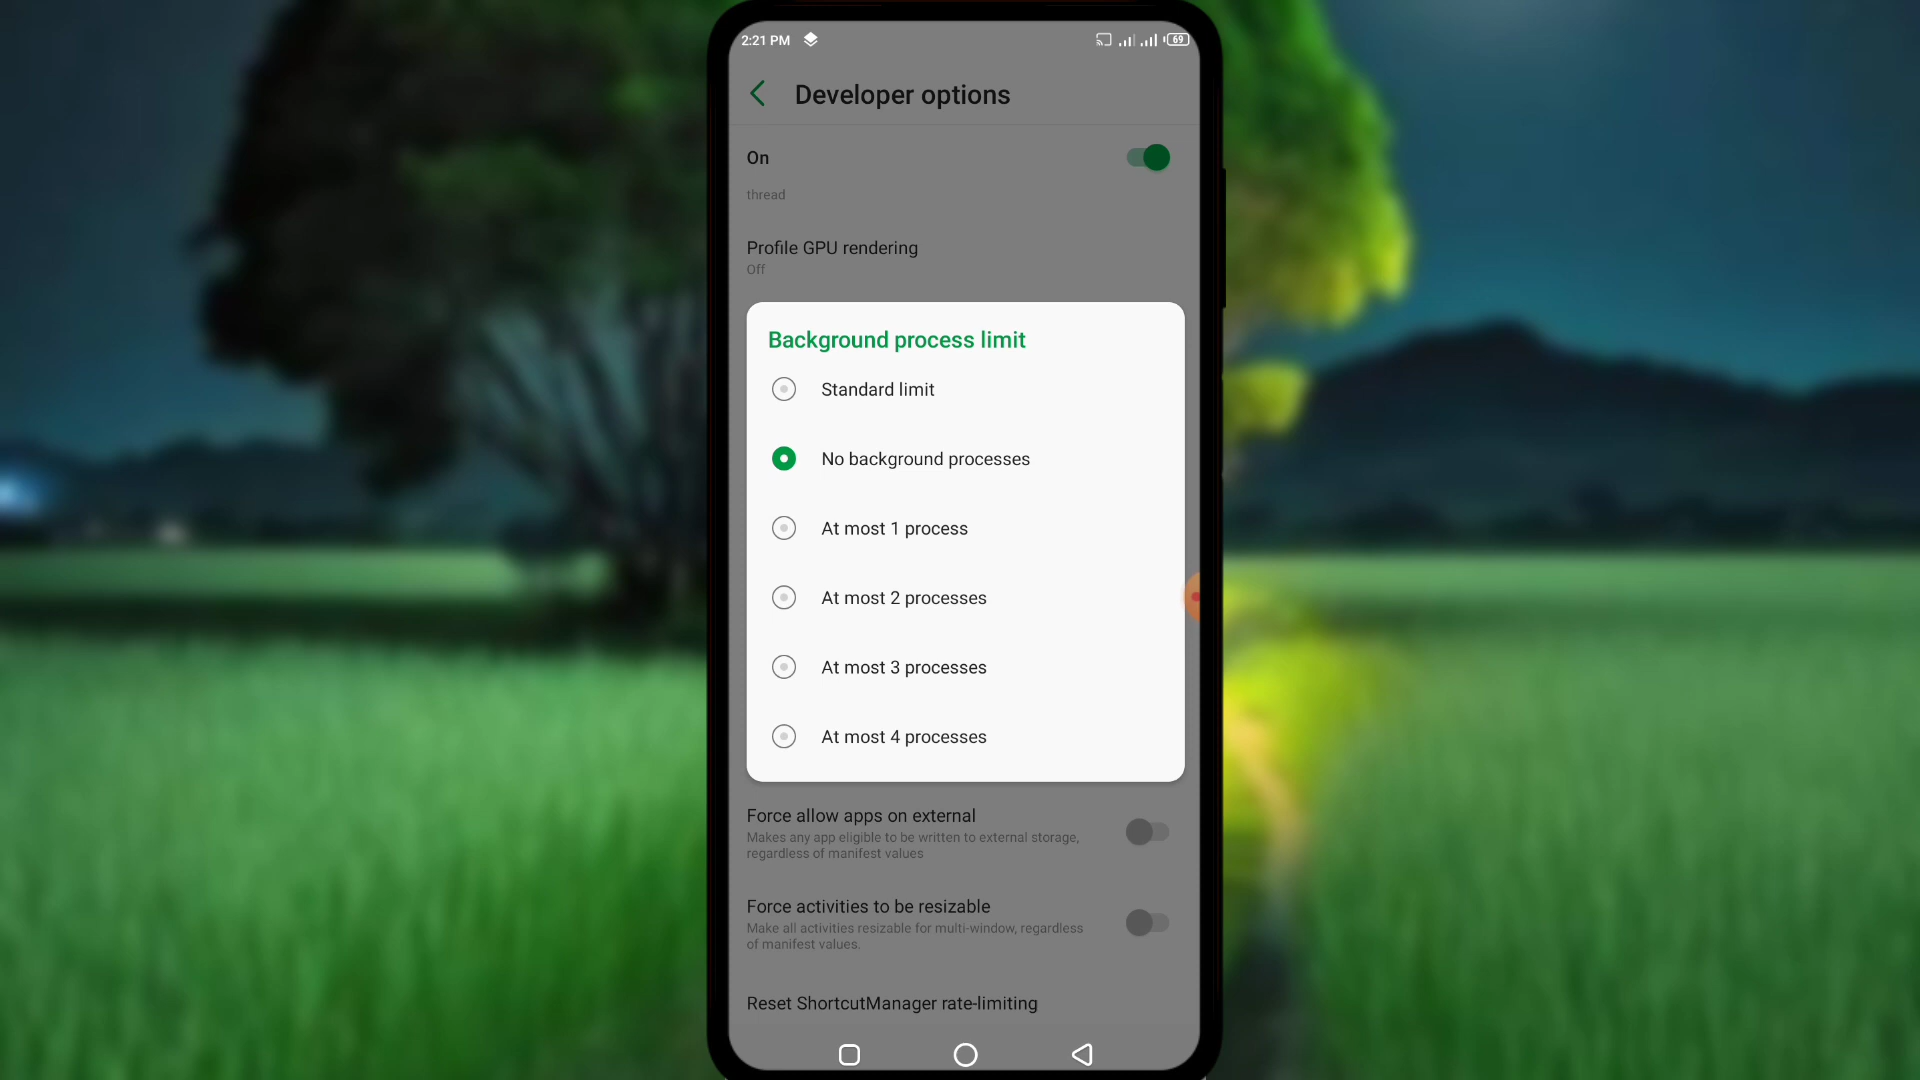 2:21 PM
69
Developer options
On
thread
Profile GPU rendering
Off
Background process limit
Standard limit
No background processes
At most 1 process
At most 2 processes
At most 3 processes
At most 4 processes
Force allow apps on external
Makes any app eligible to be written to external storage,
regardless of manifest values
Force activities to be resizable
Make all activities resizable for multi-window, regardless
of manifest values.
Reset ShortcutManager rate-limiting